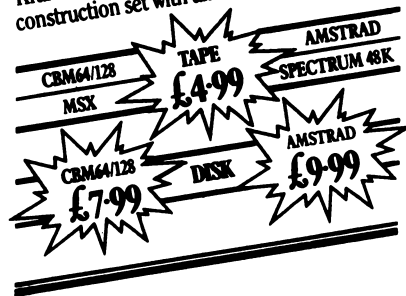 construction set with
TAPE
£4.99
CBM64/128
MSX
AMSTRAD
SPECTRUM 48K
CBM64/128
£7.99
DISK
AMSTRAD
£9.99